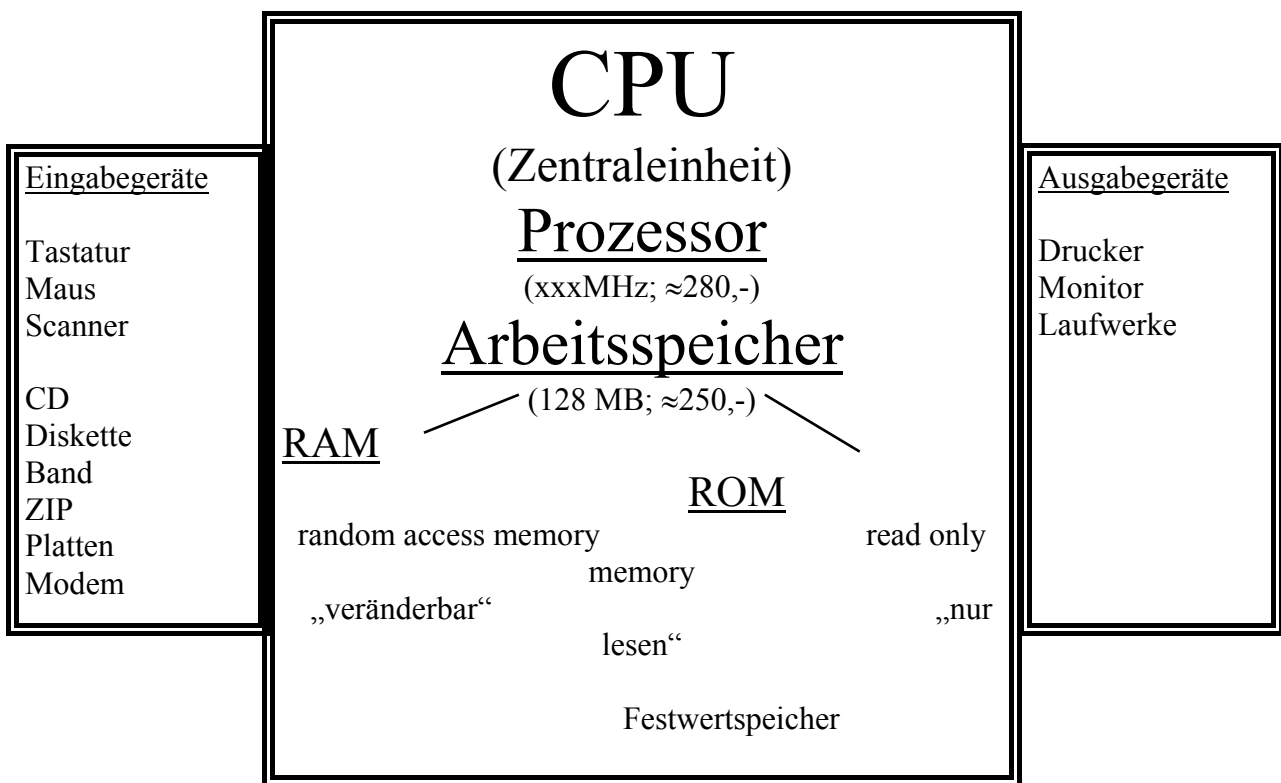 Eingabegeräte
Tastatur
Maus
Scanner
CD
Diskette
Band
ZIP
Platten
Modem
CPU
(Zentraleinheit)
Prozessor
(xxxMHz; ≈280,-)
Arbeitsspeicher
(128 MB; ≈250,-)
RAM
ROM
random access memory read only
memory
„veränderbar“ „nur
lesen“
Festwertspeicher
Ausgabegeräte
Drucker
Monitor
Laufwerke